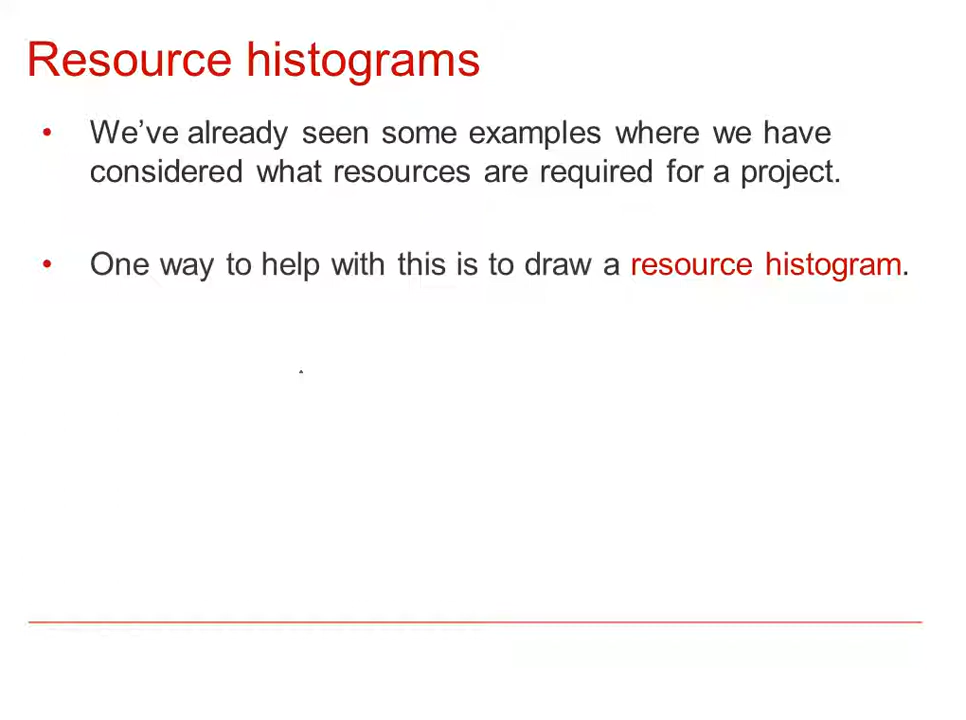 Resource histograms
• We’ve already seen some examples where we have
considered what resources are required for a project.
• One way to help with this is to draw a resource histogram.